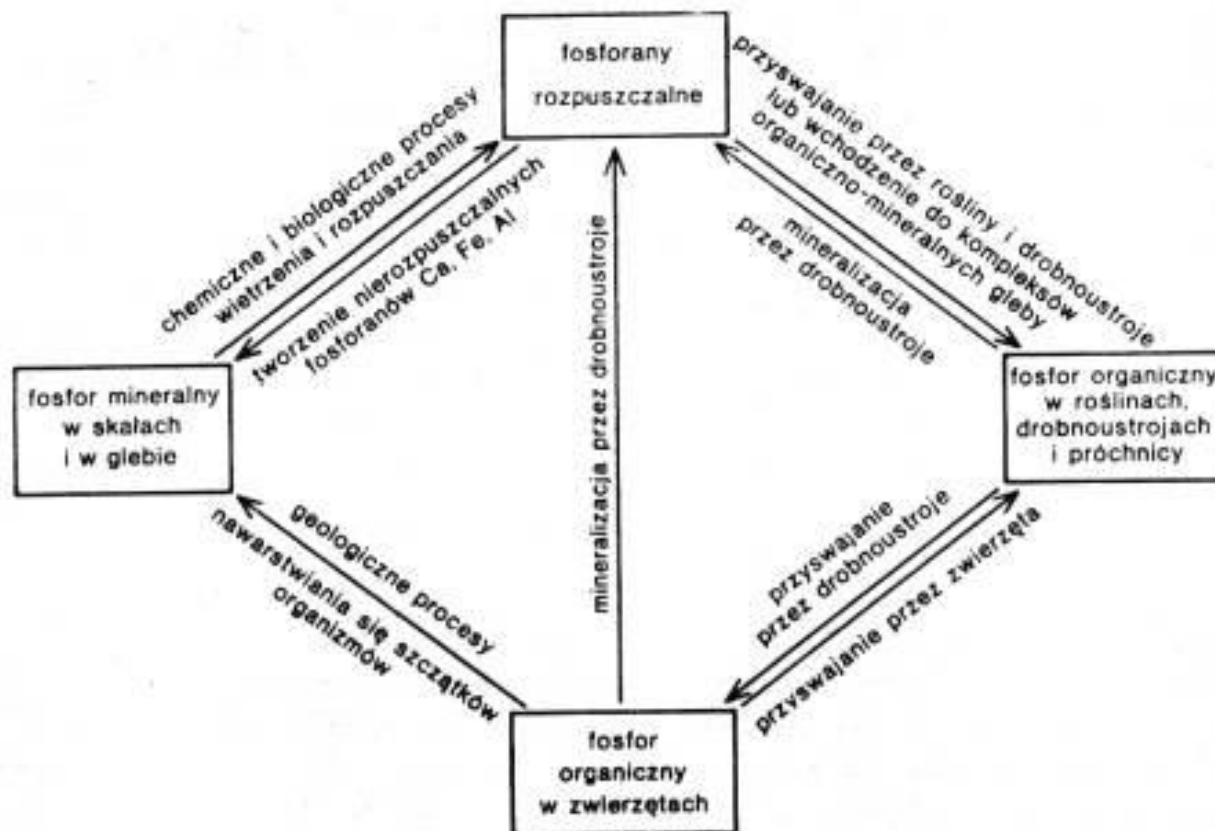 fosforany
rozpuszczalne
chemiczne i biologiczne procesy
wietrzenia i rozpuszczania
tworzenie nierozpuszczalnych
fosforanów Ca, Fe, Al
mineralizacja przez drobnoustroje
przyswajanie przez rośliny i drobnoustroje
lub wchodzenie do kompleksów
organiczno-mineralnych gleby
mineralizacja
przez drobnoustroje
fosfor mineralny
w skałach
i w glebie
fosfor organiczny
w roślinach,
drobnoustrojach
i próchnicy
geologiczne procesy
nawarstwiania się szczątków
organizmów
przyswajanie
przez drobnoustroje
przyswajanie przez zwierzęta
fosfor
organiczny
w zwierzętach